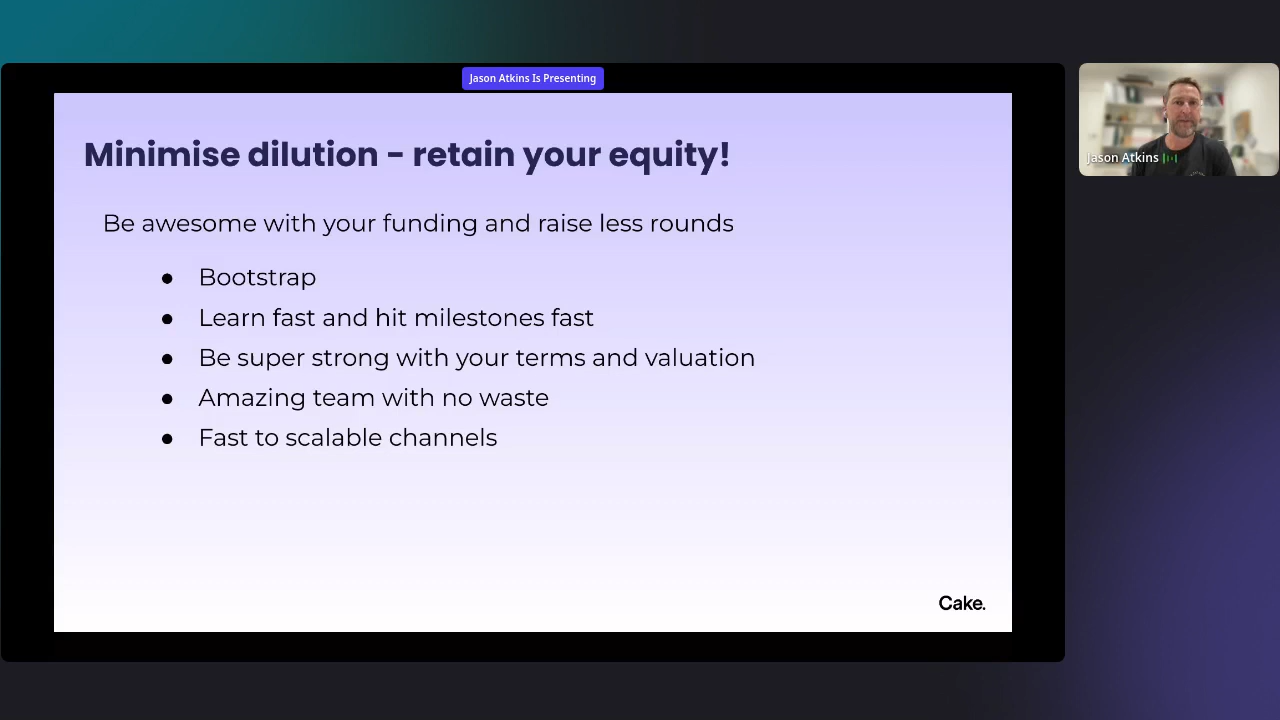 Jason Atkins Is Presenting
Minimise dilution - retain your equity!
Be awesome with your funding and raise less rounds
● Bootstrap
● Learn fast and hit milestones fast
● Be super strong with your terms and valuation
● Amazing team with no waste
● Fast to scalable channels
Cake.
Jason Atkins